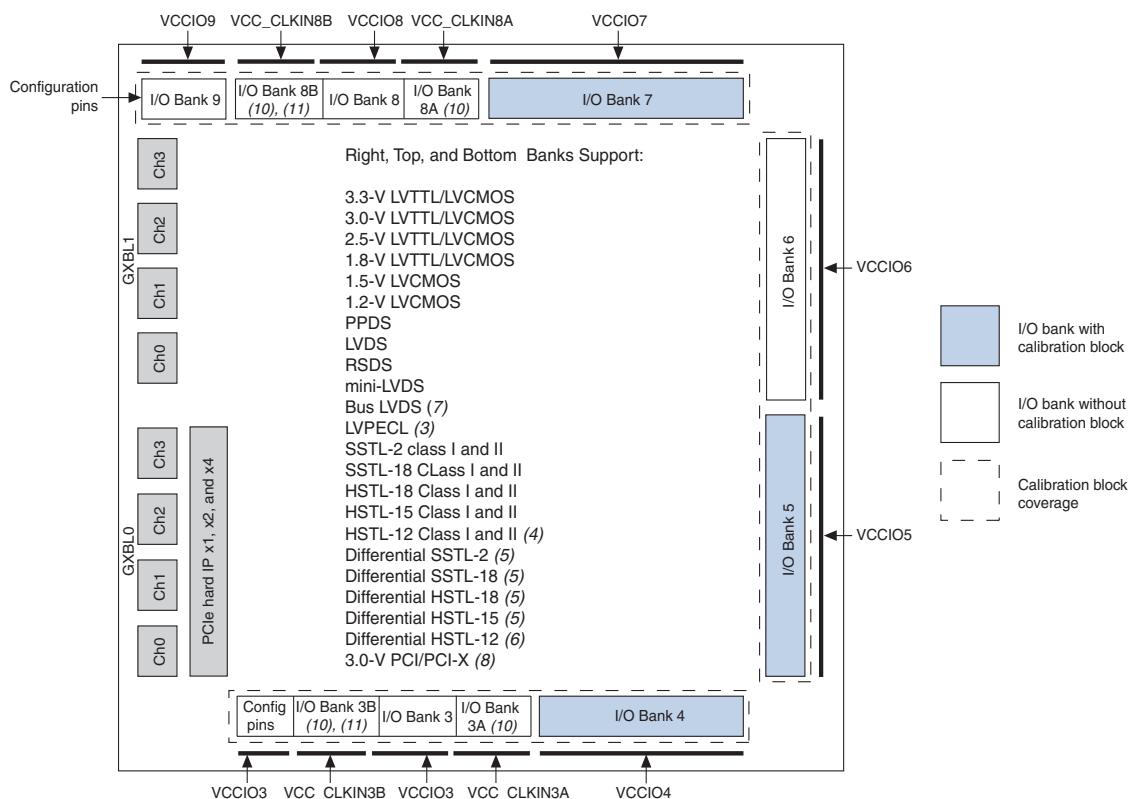 VCCIO9
VCC_CLKIN8B
VCCIO8
VCC_CLKIN8A
VCCIO7
Configuration
pins
I/O Bank 9
I/O Bank 8B
(10), (11)
I/O Bank 8
I/O Bank
8A (10)
I/O Bank 7
Right, Top, and Bottom Banks Support:
3.3-V LVTTL/LVCMOS
3.0-V LVTTL/LVCMOS
2.5-V LVTTL/LVCMOS
1.8-V LVTTL/LVCMOS
1.5-V LVCMOS
1.2-V LVCMOS
PPDS
LVDS
RSDS
mini-LVDS
Bus LVDS (7)
LVPECL (3)
SSTL-2 class I and II
SSTL-18 CLass I and II
HSTL-18 Class I and II
HSTL-15 Class I and II
HSTL-12 Class I and II (4)
Differential SSTL-2 (5)
Differential SSTL-18 (5)
Differential HSTL-18 (5)
Differential HSTL-15 (5)
Differential HSTL-12 (6)
3.0-V PCI/PCI-X (8)
GXBL1
Ch3
Ch2
Ch1
Ch0
GXBL0
Ch3
Ch2
Ch1
Ch0
PCIe hard IP x1, x2, and x4
I/O Bank 6
VCCIO6
I/O Bank 5
VCCIO5
I/O bank with
calibration block
I/O bank without
calibration block
Calibration block
coverage
Config
pins
I/O Bank 3B
(10), (11)
I/O Bank 3
I/O Bank
3A (10)
I/O Bank 4
VCCIO3
VCC_CLKIN3B
VCCIO3
VCC_CLKIN3A
VCCIO4